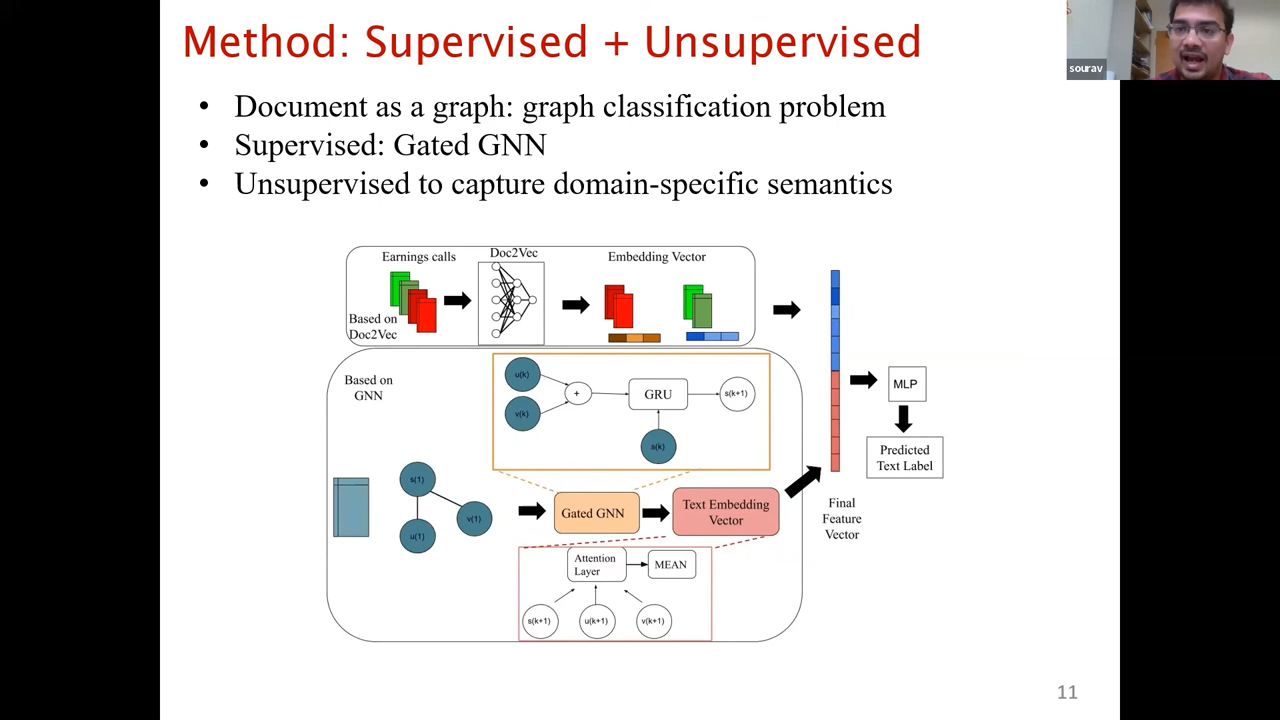 Method: Supervised + Unsupervised
sourav
• Document as a graph: graph classification problem
• Supervised: Gated GNN
• Unsupervised to capture domain-specific semantics
Earnings calls
Doc2Vec
Embedding Vector
Based on
Doc2Vec
Based on
GNN
u(k)
v(k)
+
GRU
s(k+1)
s(k)
MLP
Predicted
Text Label
s(1)
v(1)
u(1)
Gated GNN
Text Embedding
Vector
Final
Feature
Vector
Attention
Layer
MEAN
s(k+1)
u(k+1)
v(k+1)
11